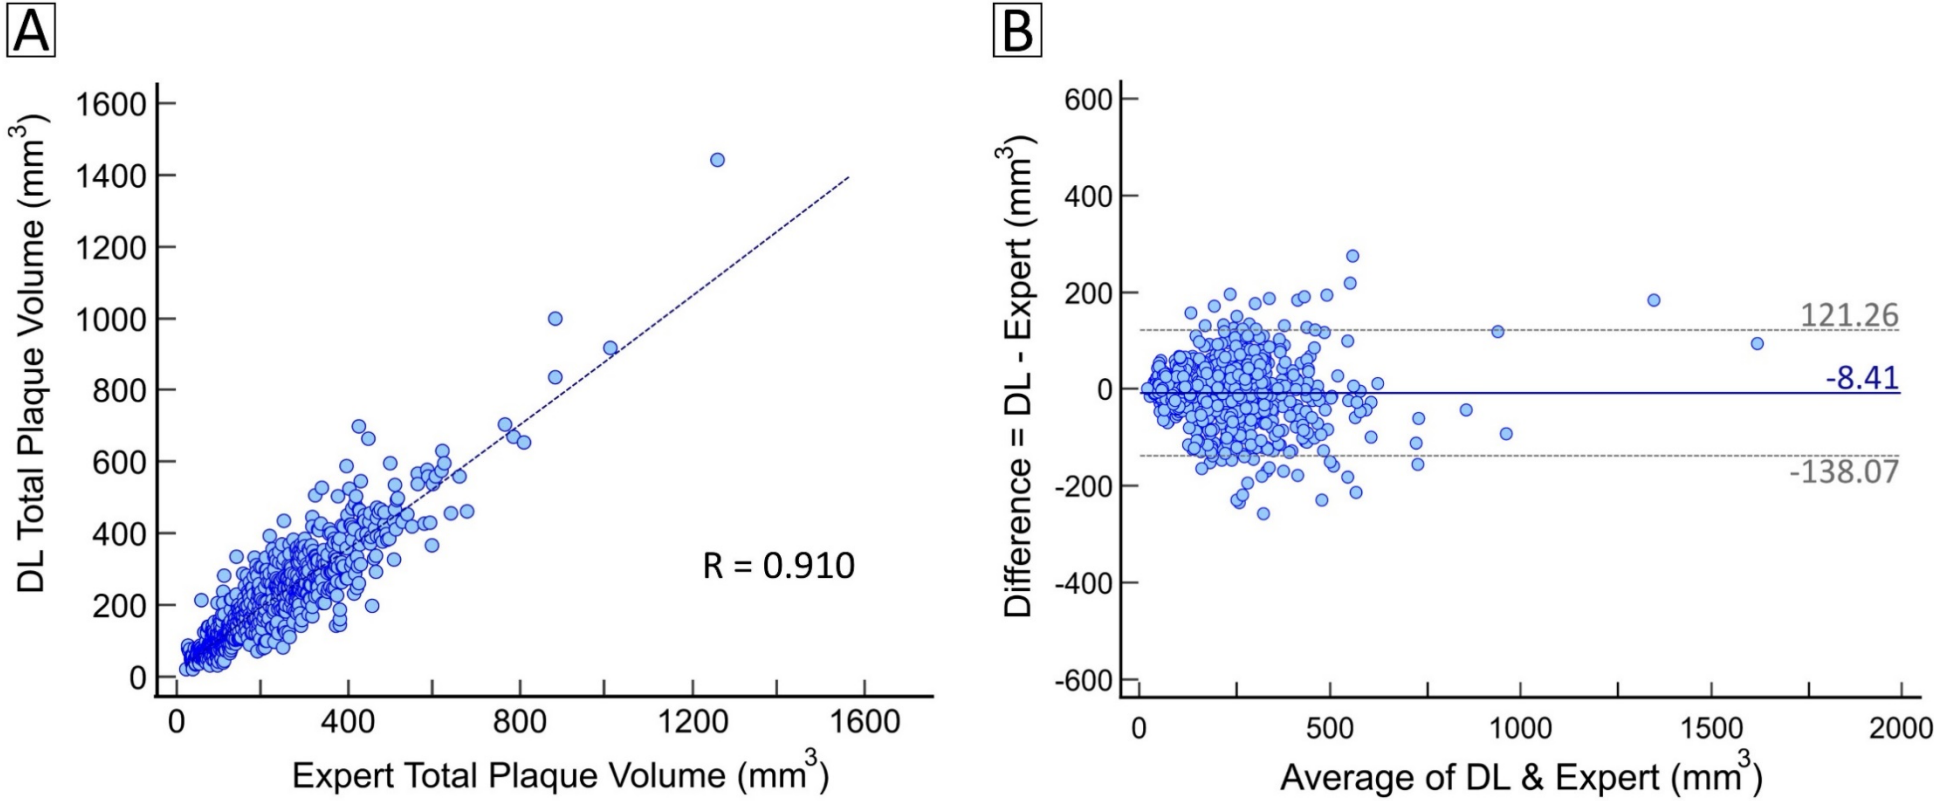 A
DL Total Plaque Volume (mm³)
1600
1400
1200
1000
800
600
400
200
0
R = 0.910
0 400 800 1200 1600
Expert Total Plaque Volume (mm³)
B
Difference = DL - Expert (mm³)
600
400
200
0
-200
-400
-600
121.26
-8.41
-138.07
0 500 1000 1500 2000
Average of DL & Expert (mm³)